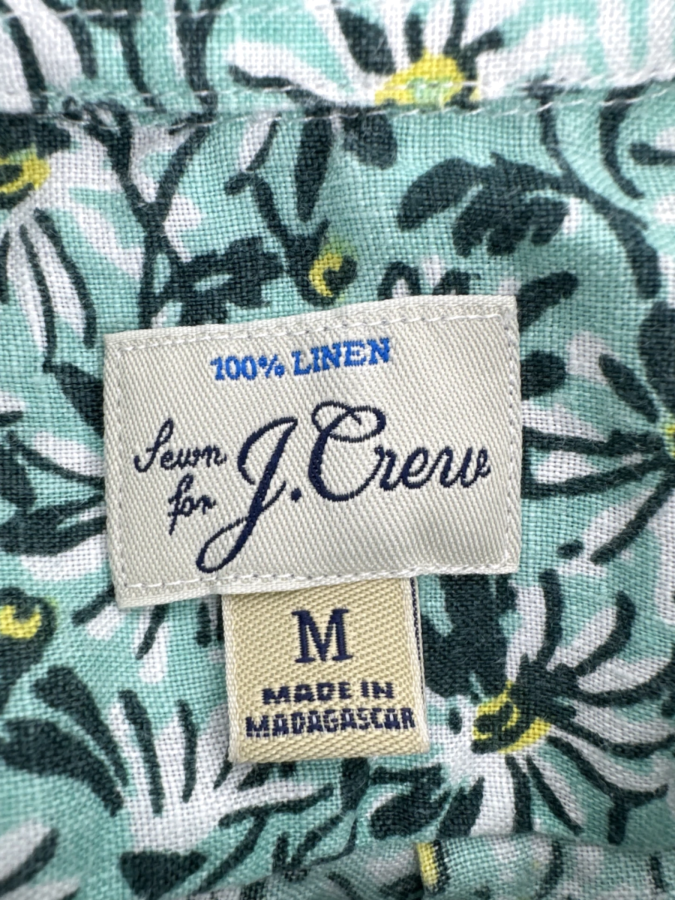 100% LINEN
Sewn
for
J.Crew
M
MADE IN
MADAGASCAR